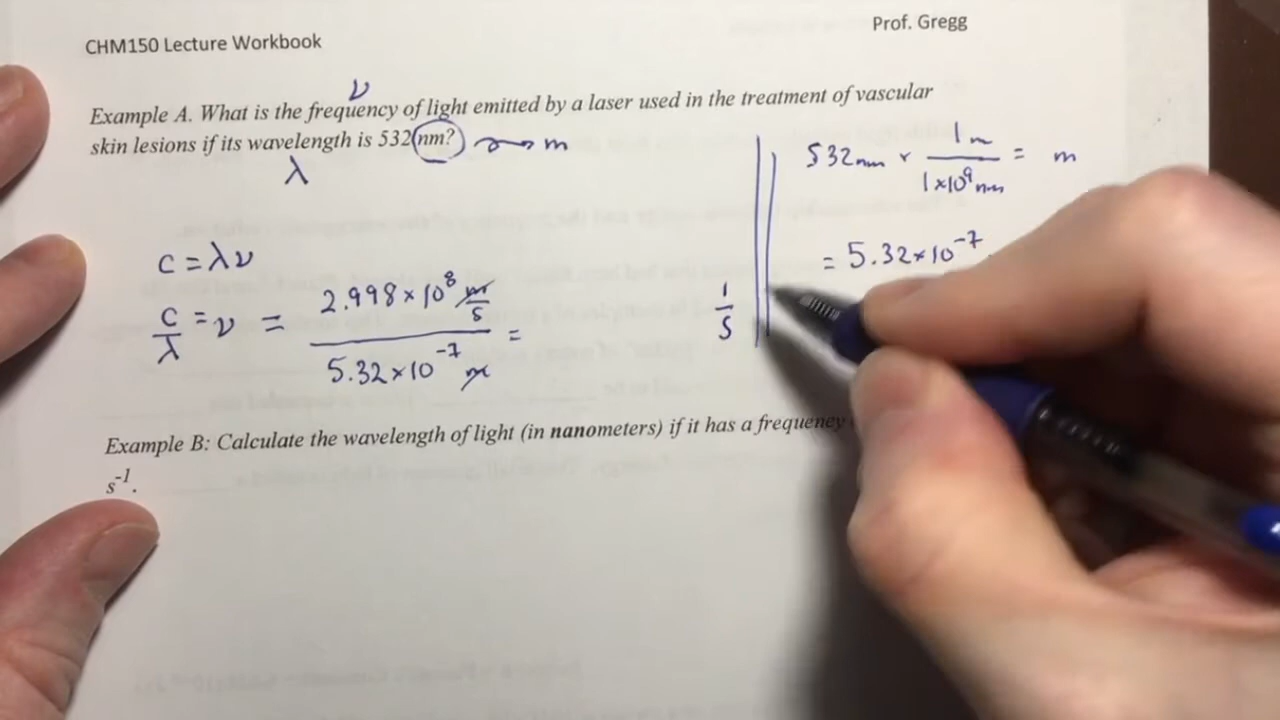 CHM150 Lecture Workbook
Prof. Gregg
ν
Example A. What is the frequency of light emitted by a laser used in the treatment of vascular
skin lesions if its wavelength is 532 nm? m
λ
532 nm × 1m / 1×10⁹ nm = m
= 5.32×10⁻⁷
c = λν
c/λ = ν = 2.998×10⁸ m/s / 5.32×10⁻⁷ m =
1/s
Example B: Calculate the wavelength of light (in nanometers) if it has a frequency
s⁻¹.